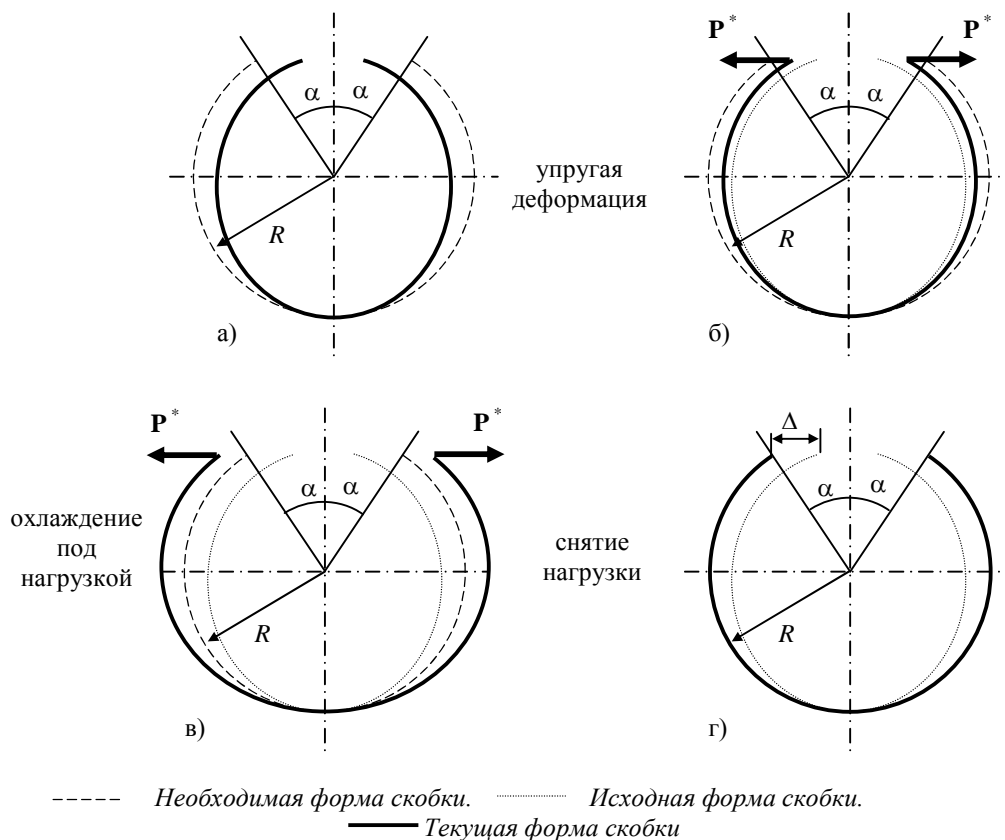 P* P*
α α
α α
упругая
деформация
R
R
а)
б)
P* P*
Δ
α α
α α
охлаждение
под
нагрузкой
снятие
нагрузки
R
R
в)
г)
Необходимая форма скобки.
Исходная форма скобки.
Текущая форма скобки